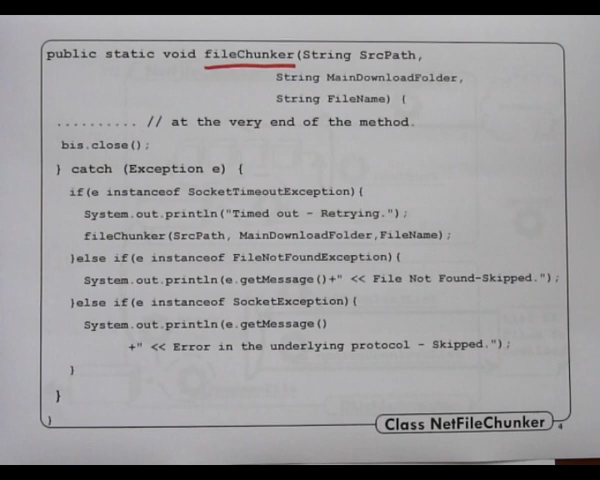 public static void fileChunker(String SrcPath,
String MainDownloadFolder,
String FileName) {
.......... // at the very end of the method.
bis.close();
} catch (Exception e) {
if(e instanceof SocketTimeoutException){
System.out.println("Timed out - Retrying.");
fileChunker(SrcPath, MainDownloadFolder,FileName);
}else if(e instanceof FileNotFoundException){
System.out.println(e.getMessage()+" << File Not Found-Skipped.");
}else if(e instanceof SocketException){
System.out.println(e.getMessage()
+" << Error in the underlying protocol - Skipped.");
}
}
}
Class NetFileChunker
4